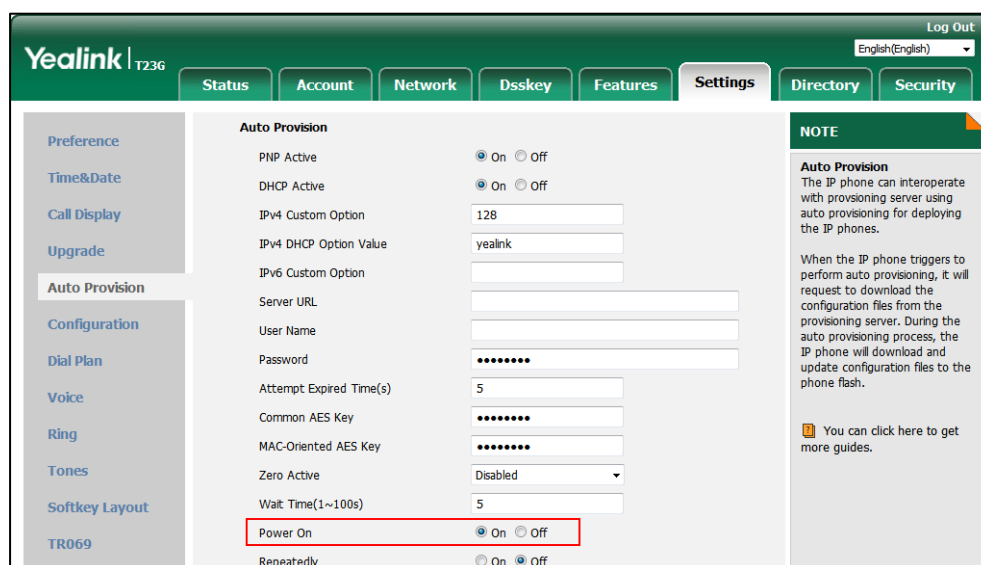 Log Out
Yealink | T23G
English(English)
Status Account Network Dsskey Features Settings Directory Security
Preference
Time&Date
Call Display
Upgrade
Auto Provision
Configuration
Dial Plan
Voice
Ring
Tones
Softkey Layout
TR069
Auto Provision
PNP Active On Off
DHCP Active On Off
IPv4 Custom Option 128
IPv4 DHCP Option Value yealink
IPv6 Custom Option
Server URL
User Name
Password ••••••••
Attempt Expired Time(s) 5
Common AES Key ••••••••
MAC-Oriented AES Key ••••••••
Zero Active Disabled
Wait Time(1~100s) 5
Power On On Off
Repeatedly On Off
NOTE
Auto Provision
The IP phone can interoperate
with provsioning server using
auto provisioning for deploying
the IP phones.
When the IP phone triggers to
perform auto provisioning, it will
request to download the
configuration files from the
provisioning server. During the
auto provisioning process, the
IP phone will download and
update configuration files to the
phone flash.
? You can click here to get
more guides.